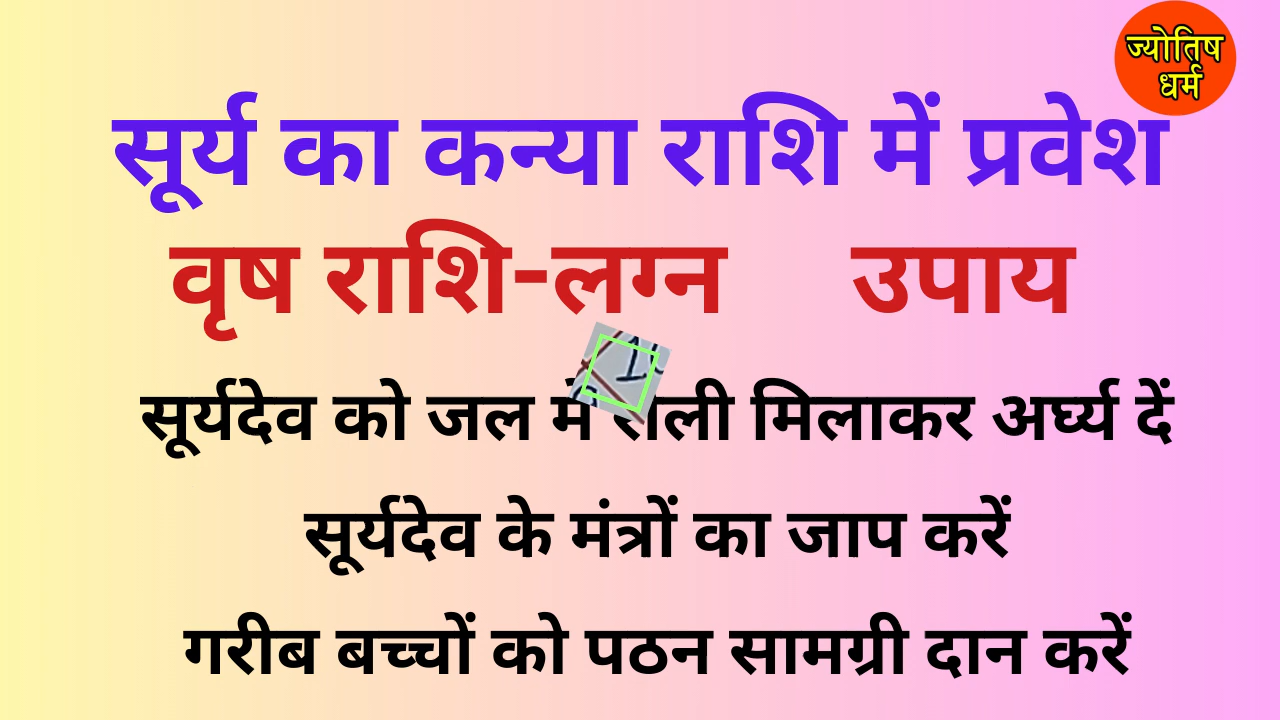 ज्योतिष
धर्म
सूर्य का कन्या राशि में प्रवेश
वृष राशि-लग्न उपाय
सूर्यदेव को जल मिलाकर अर्घ्य दें
सूर्यदेव के मंत्रों का जाप करें
गरीब बच्चों को पठन सामग्री दान करें